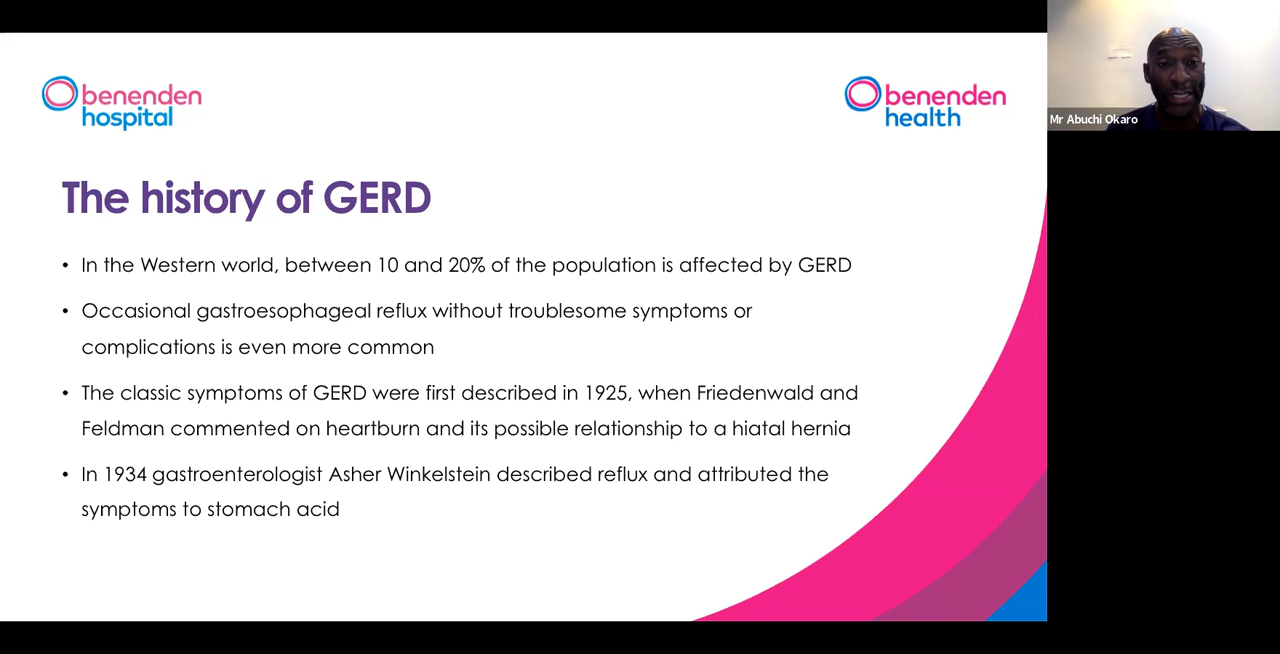 benenden
hospital
benenden
health
Mr Abuchi Okaro
The history of GERD
• In the Western world, between 10 and 20% of the population is affected by GERD
• Occasional gastroesophageal reflux without troublesome symptoms or
complications is even more common
• The classic symptoms of GERD were first described in 1925, when Friedenwald and
Feldman commented on heartburn and its possible relationship to a hiatal hernia
• In 1934 gastroenterologist Asher Winkelstein described reflux and attributed the
symptoms to stomach acid